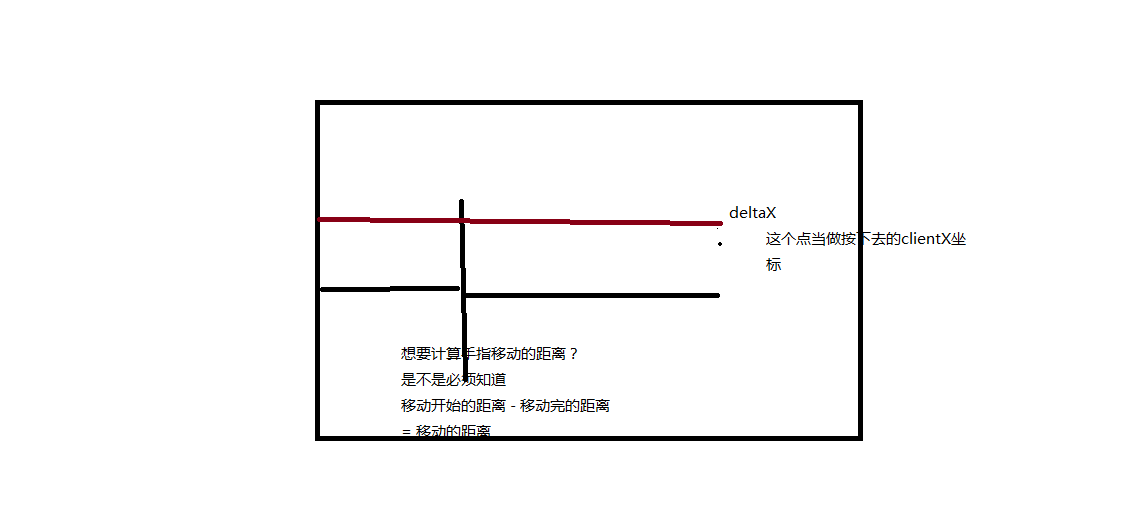 deltaX
这个点当做按下去的clientX坐
标
想要计算手指移动的距离？
是不是必须知道
移动开始的距离 - 移动完的距离
= 移动的距离